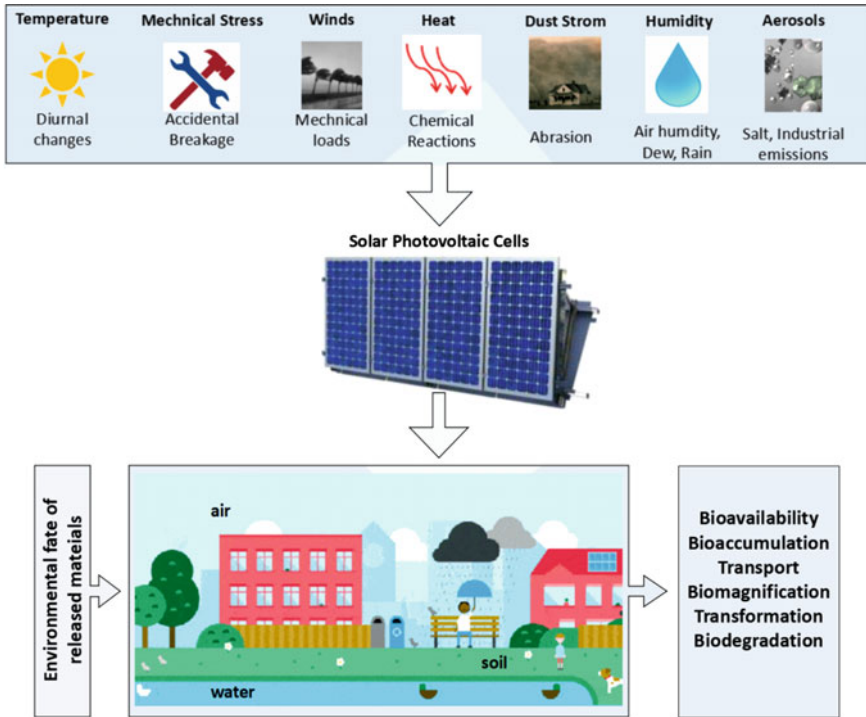 Temperature
Mechnical Stress
Winds
Heat
Dust Strom
Humidity
Aerosols
Diurnal
changes
Accidental
Breakage
Mechnical
loads
Chemical
Reactions
Abrasion
Air humdity,
Dew, Rain
Salt, Industrial
emissions
Solar Photovoltaic Cells
Environmental fate of
released mateials
air
soil
water
Bioavailability
Bioaccumulation
Transport
Biomagnification
Transformation
Biodegradation